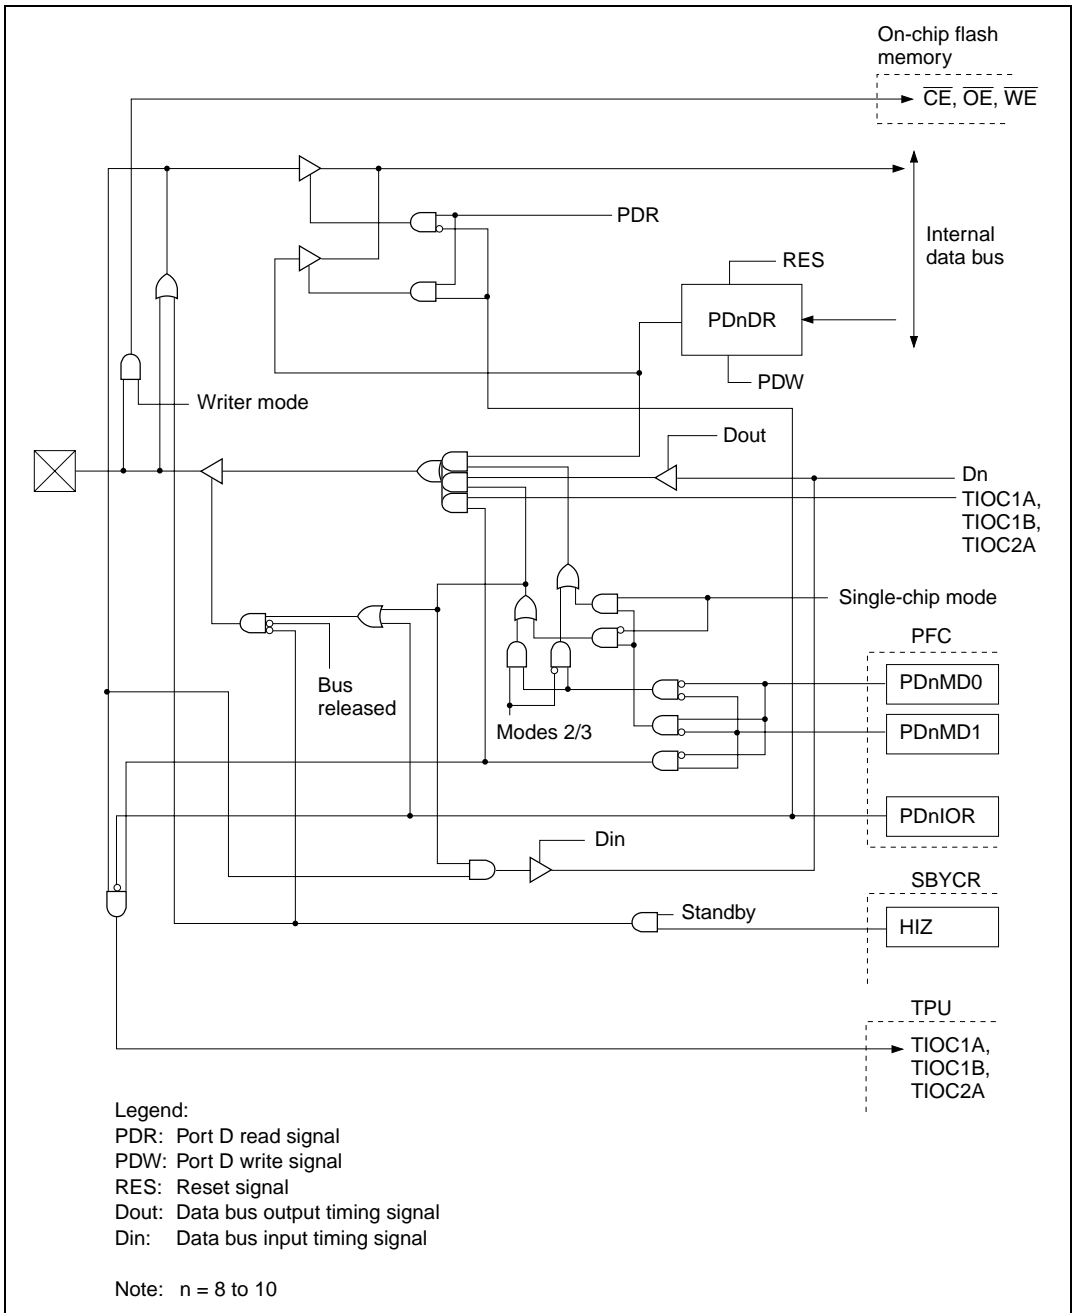 On-chip flash
memory
CE, OE, WE
PDR
Internal
data bus
RES
PDnDR
PDW
Writer mode
Dout
Dn
TIOC1A,
TIOC1B,
TIOC2A
Single-chip mode
PFC
PDnMD0
Bus
released
Modes 2/3
PDnMD1
PDnIOR
Din
SBYCR
Standby
HIZ
TPU
TIOC1A,
TIOC1B,
TIOC2A
Legend:
PDR: Port D read signal
PDW: Port D write signal
RES: Reset signal
Dout: Data bus output timing signal
Din: Data bus input timing signal
Note: n = 8 to 10